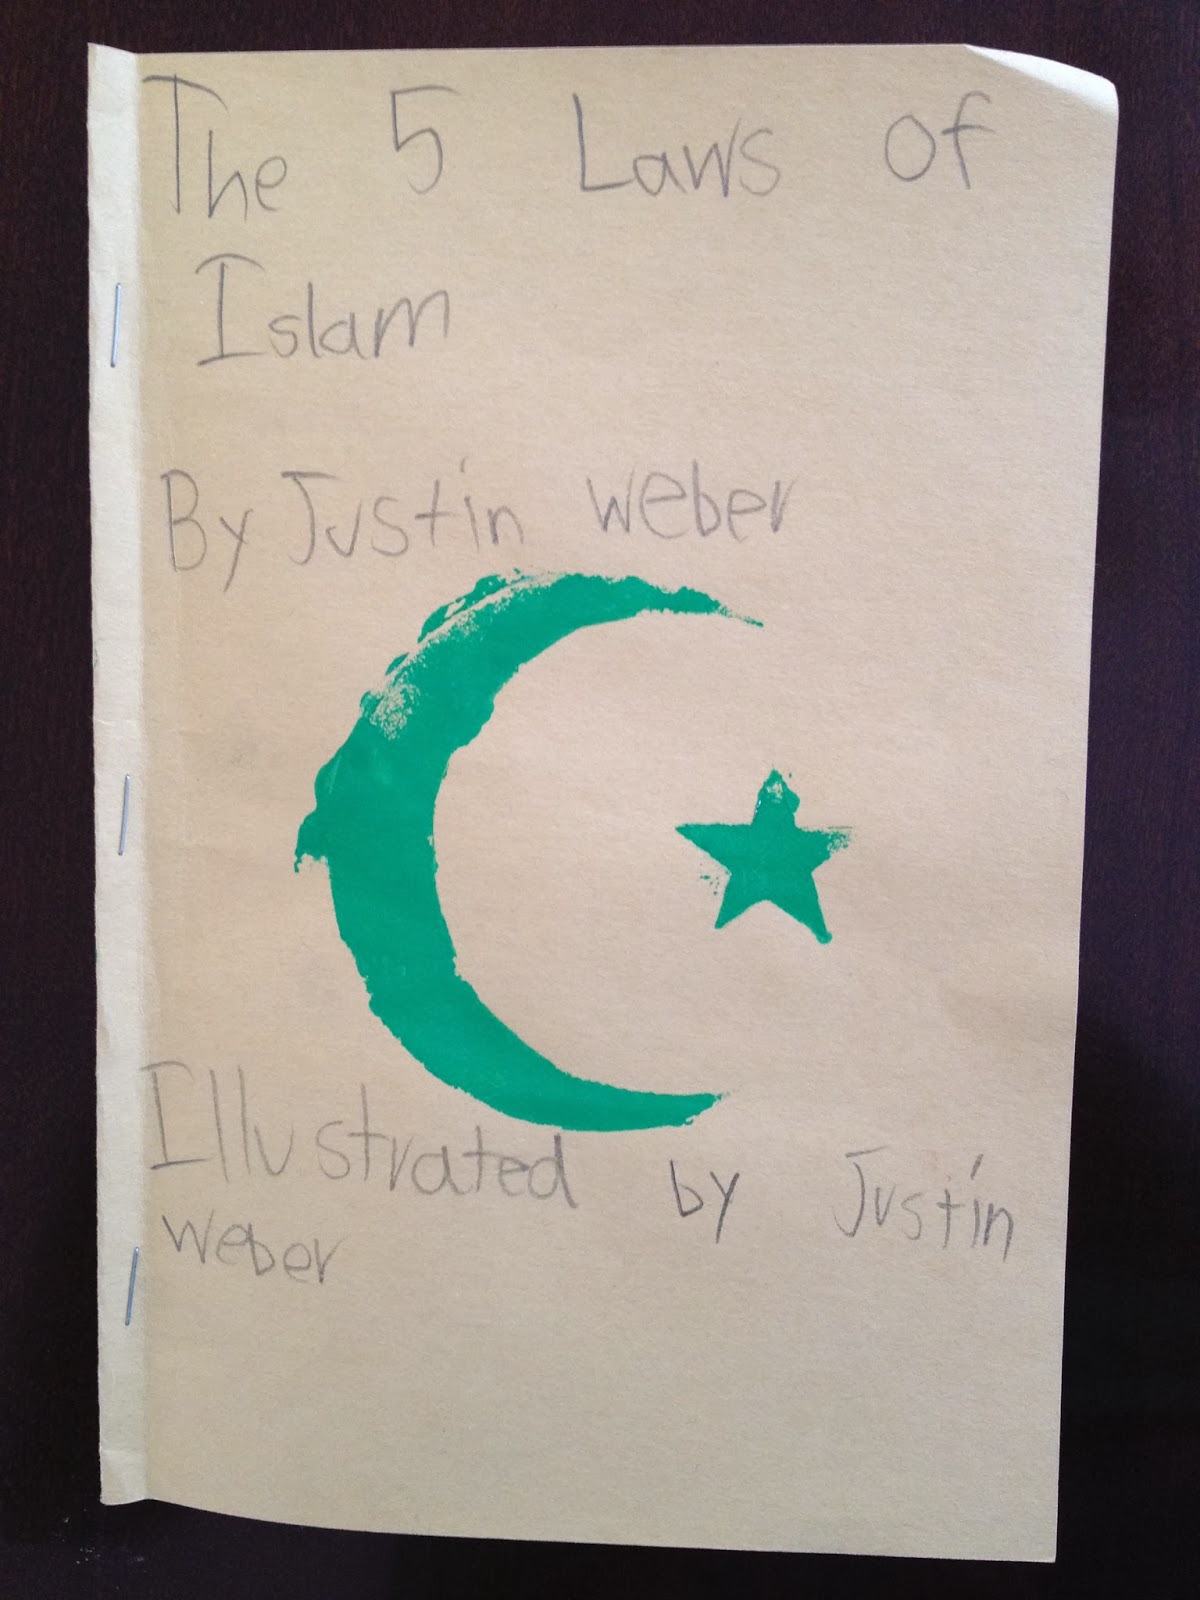 The 5 Laws of
Islam
By Justin Weber
Illustrated by Justin
Weber